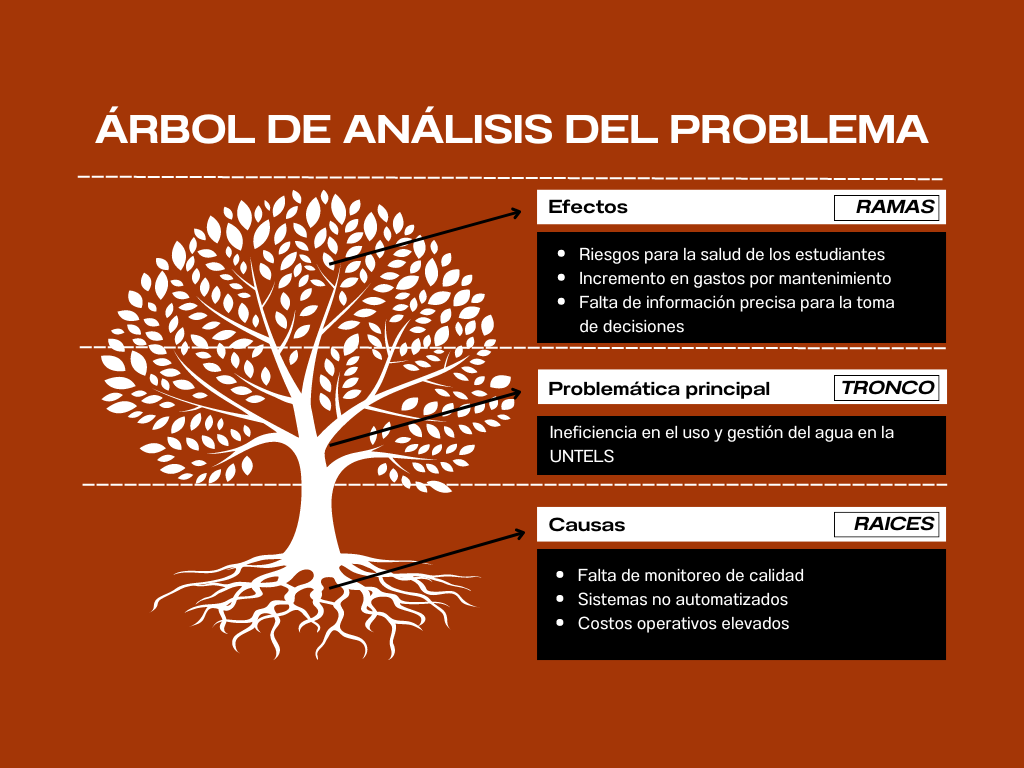 ÁRBOL DE ANÁLISIS DEL PROBLEMA
Efectos RAMAS
• Riesgos para la salud de los estudiantes
• Incremento en gastos por mantenimiento
• Falta de información precisa para la toma
de decisiones
Problemática principal TRONCO
Ineficiencia en el uso y gestión del agua en la
UNTELS
Causas RAICES
• Falta de monitoreo de calidad
• Sistemas no automatizados
• Costos operativos elevados